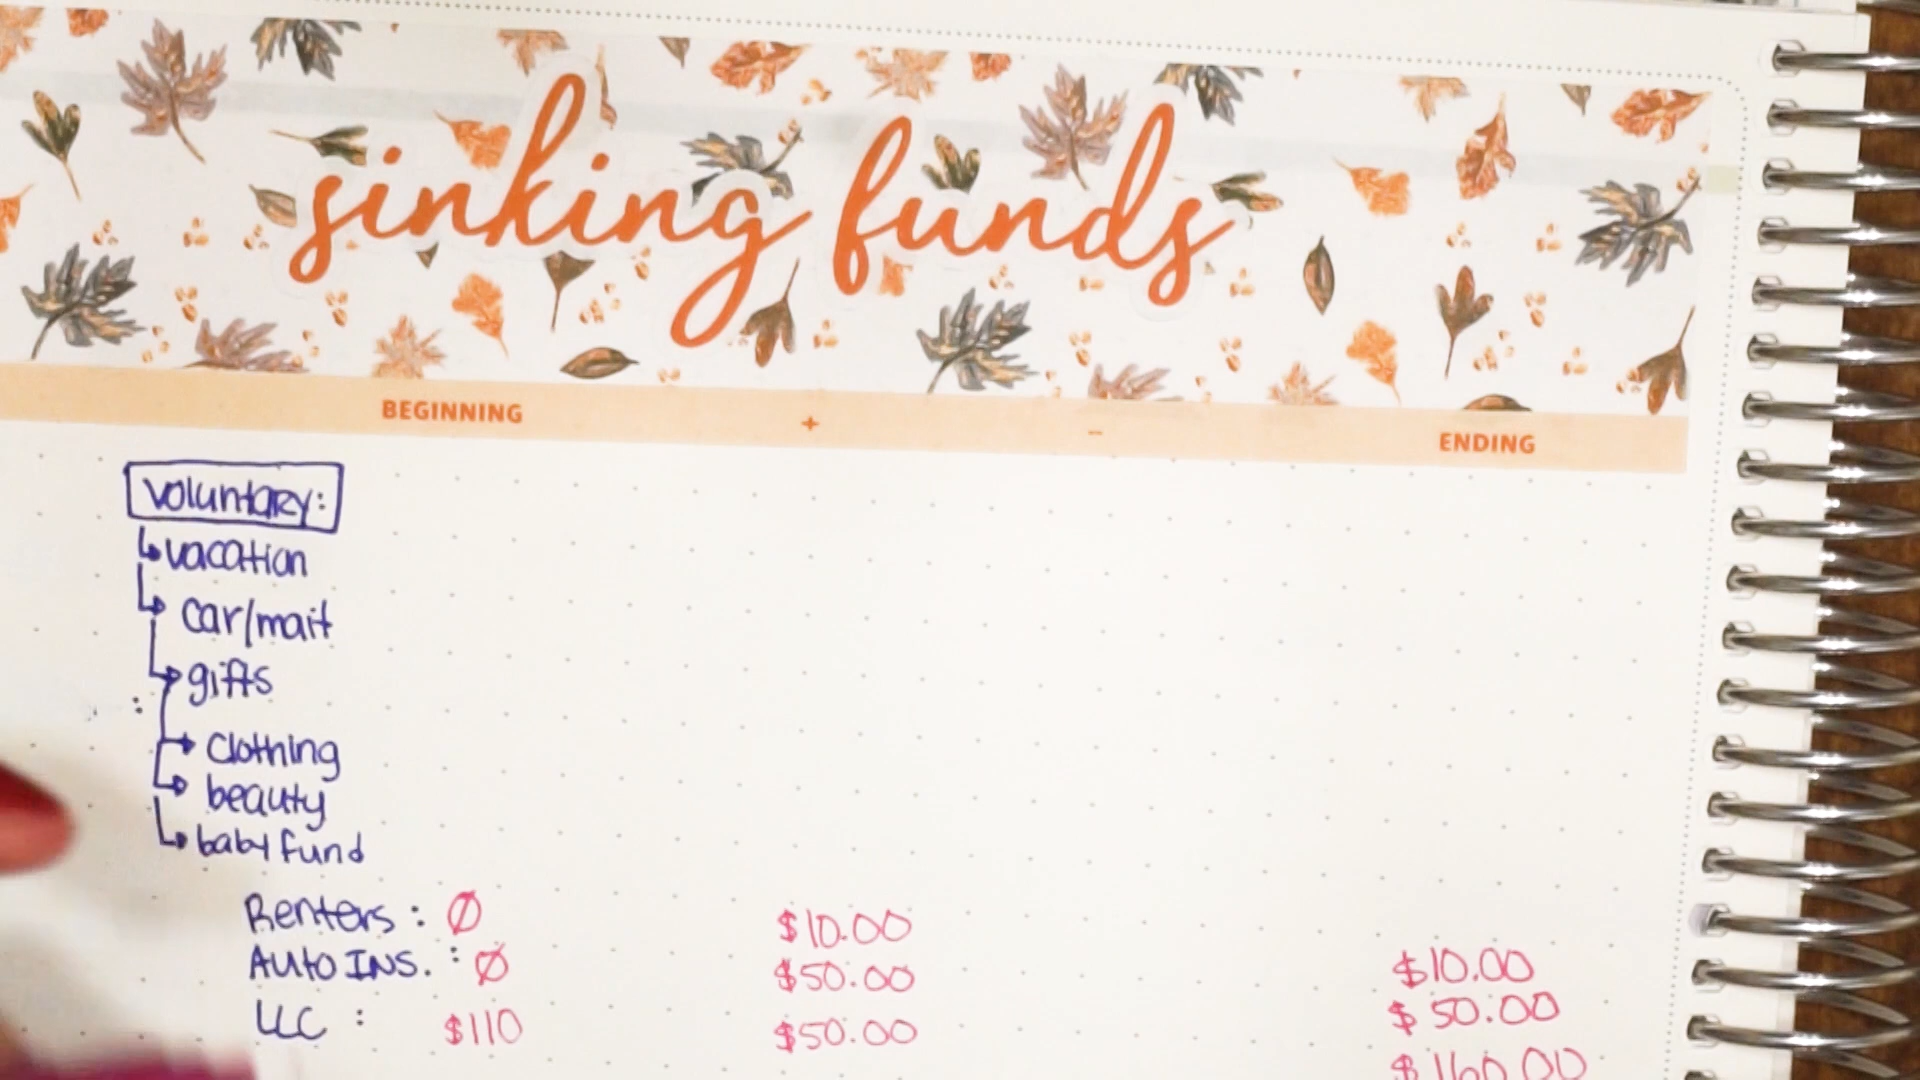 sinking funds
BEGINNING + - ENDING
voluntary:
vacation
car/mait
gifts
:
clothing
beauty
baby fund
Renters : Ø $10.00 $10.00
Auto INS. : Ø $50.00 $50.00
LLC : $110 $50.00 $160.00